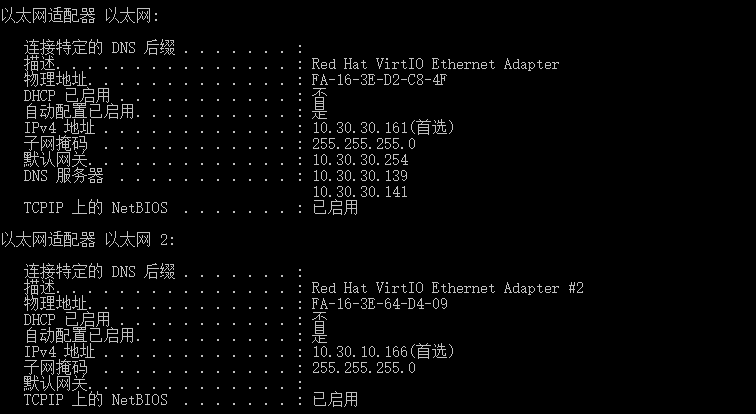 以太网适配器 以太网:
连接特定的 DNS 后缀 . . . . . . . :
描述. . . . . . . . . . . . . . . : Red Hat VirtIO Ethernet Adapter
物理地址. . . . . . . . . . . . . : FA-16-3E-D2-C8-4F
DHCP 已启用 . . . . . . . . . . . : 否
自动配置已启用. . . . . . . . . . : 是
IPv4 地址 . . . . . . . . . . . . : 10.30.30.161(首选)
子网掩码 . . . . . . . . . . . . : 255.255.255.0
默认网关. . . . . . . . . . . . . : 10.30.30.254
DNS 服务器 . . . . . . . . . . . : 10.30.30.139
10.30.30.141
TCPIP 上的 NetBIOS . . . . . . . : 已启用
以太网适配器 以太网 2:
连接特定的 DNS 后缀 . . . . . . . :
描述. . . . . . . . . . . . . . . : Red Hat VirtIO Ethernet Adapter #2
物理地址. . . . . . . . . . . . . : FA-16-3E-64-D4-09
DHCP 已启用 . . . . . . . . . . . : 否
自动配置已启用. . . . . . . . . . : 是
IPv4 地址 . . . . . . . . . . . . : 10.30.10.166(首选)
子网掩码 . . . . . . . . . . . . : 255.255.255.0
默认网关. . . . . . . . . . . . . :
TCPIP 上的 NetBIOS . . . . . . . : 已启用